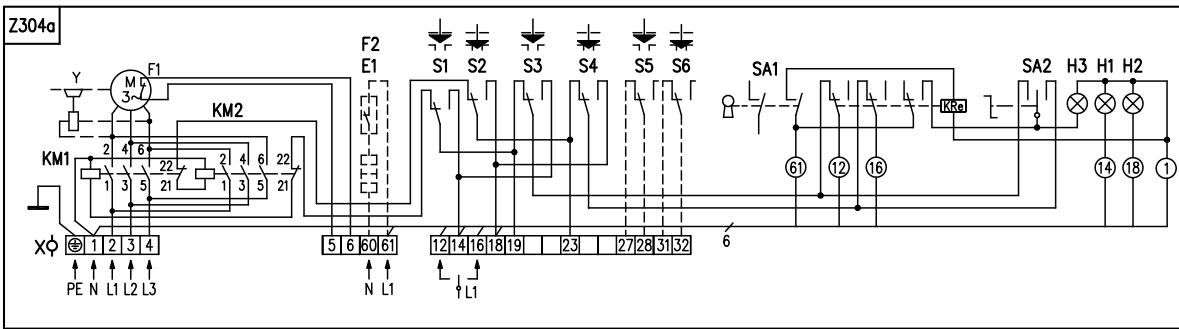 Z304a
F2
Y M 3~ F1 E1 S1 S2 S3 S4 S5 S6 SA1 SA2 H3 H1 H2
KM2 KRe
2 4 6 22 2 4 6 22
KM1
1 3 5 21 1 3 5 21
61 12 16 14 18 1
6
X 1 2 3 4 5 6 60 61 12 14 16 18 19 23 27 28 31 32
PE N L1 L2 L3 N L1 L1